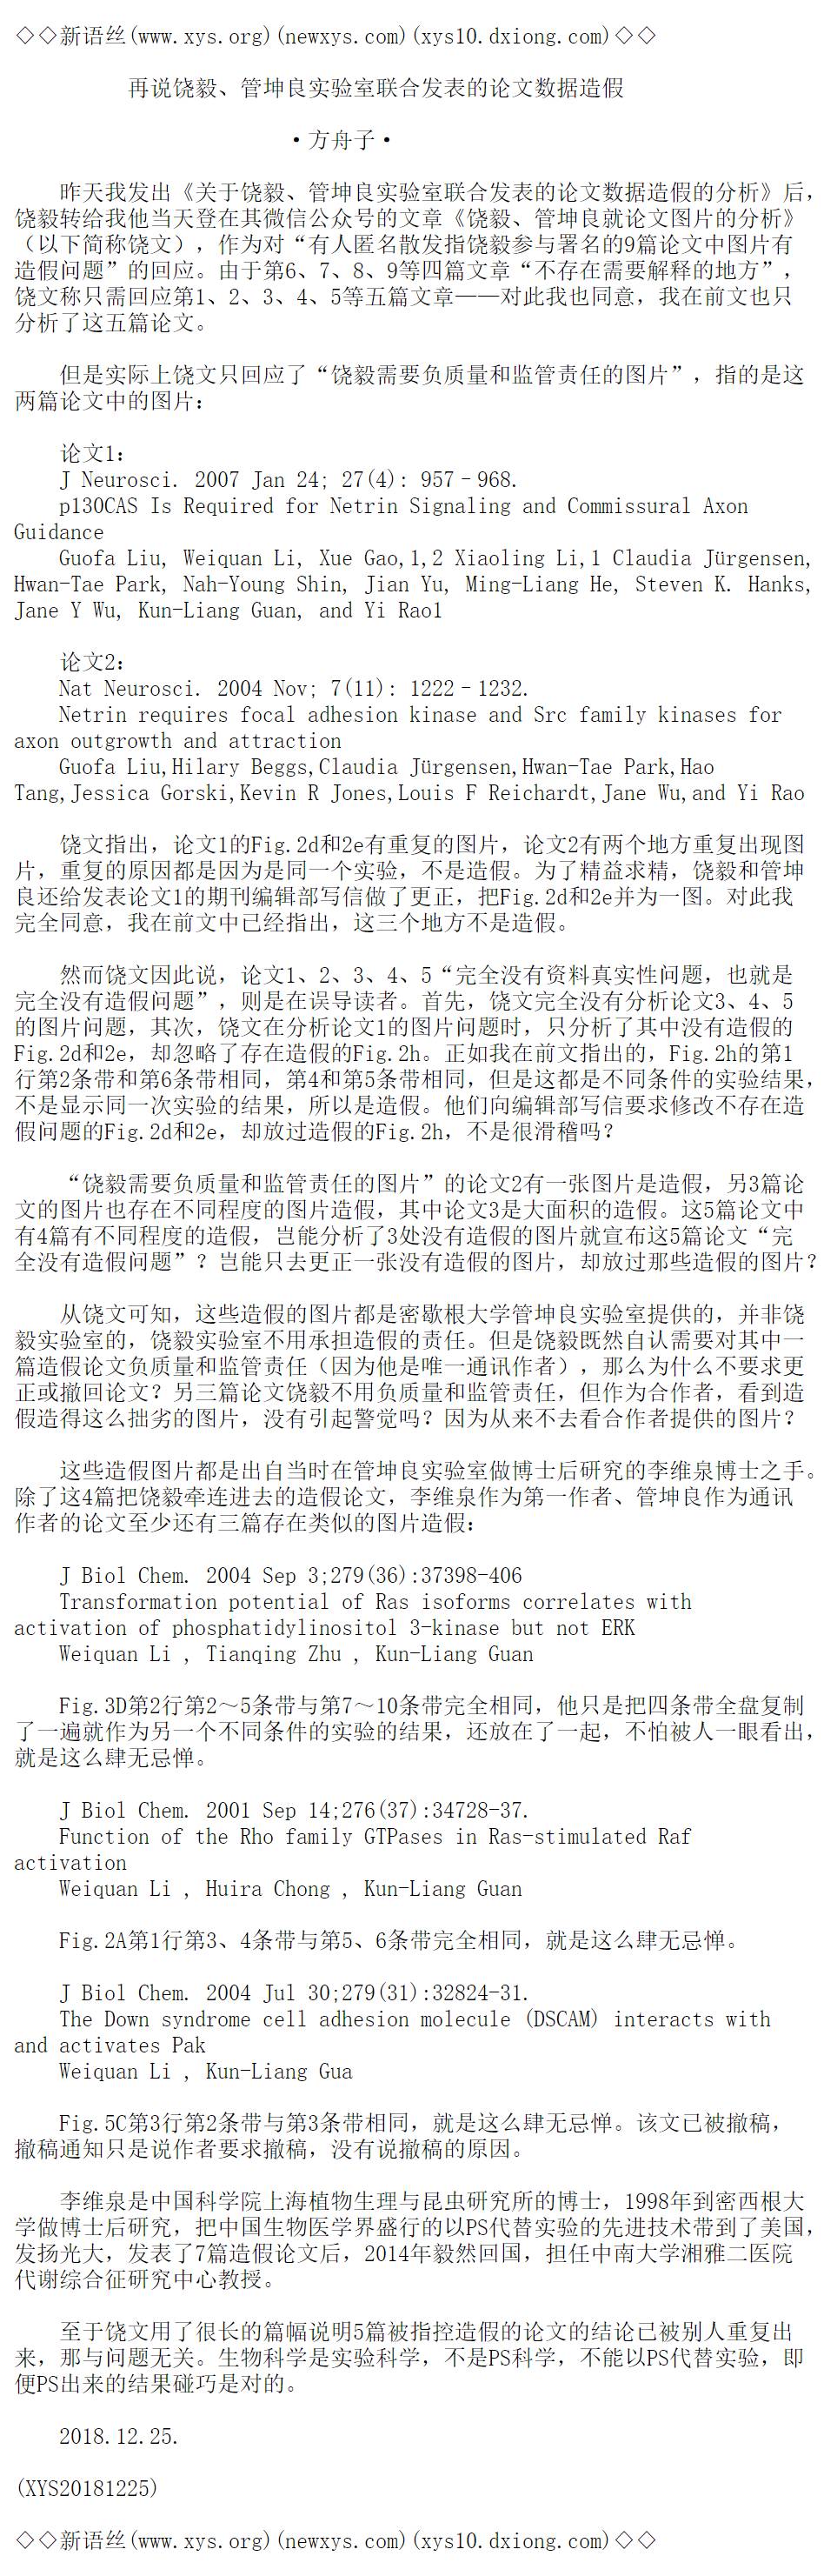 ◇◇新语丝(www.xys.org)(newxys.com)(xys10.dxiong.com)◇◇
再说饶毅、管坤良实验室联合发表的论文数据造假
·方舟子·
昨天我发出《关于饶毅、管坤良实验室联合发表的论文数据造假的分析》后，
饶毅转给我他当天登在其微信公众号的文章《饶毅、管坤良就论文图片的分析》
（以下简称饶文），作为对“有人匿名散发指饶毅参与署名的9篇论文中图片有
造假问题”的回应。由于第6、7、8、9等四篇文章“不存在需要解释的地方”，
饶文称只需回应第1、2、3、4、5等五篇文章——对此我也同意，我在前文也只
分析了这五篇论文。
但是实际上饶文只回应了“饶毅需要负质量和监管责任的图片”，指的是这
两篇论文中的图片：
论文1：
J Neurosci. 2007 Jan 24; 27(4): 957–968.
p130CAS Is Required for Netrin Signaling and Commissural Axon
Guidance
Guofa Liu, Weiquan Li, Xue Gao,1,2 Xiaoling Li,1 Claudia Jürgensen,
Hwan-Tae Park, Nah-Young Shin, Jian Yu, Ming-Liang He, Steven K. Hanks,
Jane Y Wu, Kun-Liang Guan, and Yi Rao1
论文2：
Nat Neurosci. 2004 Nov; 7(11): 1222–1232.
Netrin requires focal adhesion kinase and Src family kinases for
axon outgrowth and attraction
Guofa Liu,Hilary Beggs,Claudia Jürgensen,Hwan-Tae Park,Hao
Tang,Jessica Gorski,Kevin R Jones,Louis F Reichardt,Jane Wu,and Yi Rao
饶文指出，论文1的Fig.2d和2e有重复的图片，论文2有两个地方重复出现图
片，重复的原因都是因为是同一个实验，不是造假。为了精益求精，饶毅和管坤
良还给发表论文1的期刊编辑部写信做了更正，把Fig.2d和2e并为一图。对此我
完全同意，我在前文中已经指出，这三个地方不是造假。
然而饶文因此说，论文1、2、3、4、5“完全没有资料真实性问题，也就是
完全没有造假问题”，则是在误导读者。首先，饶文完全没有分析论文3、4、5
的图片问题，其次，饶文在分析论文1的图片问题时，只分析了其中没有造假的
Fig.2d和2e，却忽略了存在造假的Fig.2h。正如我在前文指出的，Fig.2h的第1
行第2条带和第6条带相同，第4和第5条带相同，但是这都是不同条件的实验结果，
不是显示同一次实验的结果，所以是造假。他们向编辑部写信要求修改不存在造
假问题的Fig.2d和2e，却放过造假的Fig.2h，不是很滑稽吗？
“饶毅需要负质量和监管责任的图片”的论文2有一张图片是造假，另3篇论
文的图片也存在不同程度的图片造假，其中论文3是大面积的造假。这5篇论文中
有4篇有不同程度的造假，岂能分析了3处没有造假的图片就宣布这5篇论文“完
全没有造假问题”？岂能只去更正一张没有造假的图片，却放过那些造假的图片？
从饶文可知，这些造假的图片都是密歇根大学管坤良实验室提供的，并非饶
毅实验室的，饶毅实验室不用承担造假的责任。但是饶毅既然自认需要对其中一
篇造假论文负质量和监管责任（因为他是唯一通讯作者），那么为什么不要求更
正或撤回论文？另三篇论文饶毅不用负质量和监管责任，但作为合作者，看到造
假造得这么拙劣的图片，没有引起警觉吗？因为从来不去看合作者提供的图片？
这些造假图片都是出自当时在管坤良实验室做博士后研究的李维泉博士之手。
除了这4篇把饶毅牵连进去的造假论文，李维泉作为第一作者、管坤良作为通讯
作者的论文至少还有三篇存在类似的图片造假：
J Biol Chem. 2004 Sep 3;279(36):37398-406
Transformation potential of Ras isoforms correlates with
activation of phosphatidylinositol 3-kinase but not ERK
Weiquan Li , Tianqing Zhu , Kun-Liang Guan
Fig.3D第2行第2～5条带与第7～10条带完全相同，他只是把四条带全盘复制
了一遍就作为另一个不同条件的实验的结果，还放在了一起，不怕被人一眼看出，
就是这么肆无忌惮。
J Biol Chem. 2001 Sep 14;276(37):34728-37.
Function of the Rho family GTPases in Ras-stimulated Raf
activation
Weiquan Li , Huira Chong , Kun-Liang Guan
Fig.2A第1行第3、4条带与第5、6条带完全相同，就是这么肆无忌惮。
J Biol Chem. 2004 Jul 30;279(31):32824-31.
The Down syndrome cell adhesion molecule (DSCAM) interacts with
and activates Pak
Weiquan Li , Kun-Liang Gua
Fig.5C第3行第2条带与第3条带相同，就是这么肆无忌惮。该文已被撤稿，
撤稿通知只是说作者要求撤稿，没有说撤稿的原因。
李维泉是中国科学院上海植物生理与昆虫研究所的博士，1998年到密西根大
学做博士后研究，把中国生物医学界盛行的以PS代替实验的先进技术带到了美国，
发扬光大，发表了7篇造假论文后，2014年毅然回国，担任中南大学湘雅二医院
代谢综合征研究中心教授。
至于饶文用了很长的篇幅说明5篇被指控造假的论文的结论已被别人重复出
来，那与问题无关。生物科学是实验科学，不是PS科学，不能以PS代替实验，即
便PS出来的结果碰巧是对的。
2018.12.25.
(XYS20181225)
◇◇新语丝(www.xys.org)(newxys.com)(xys10.dxiong.com)◇◇